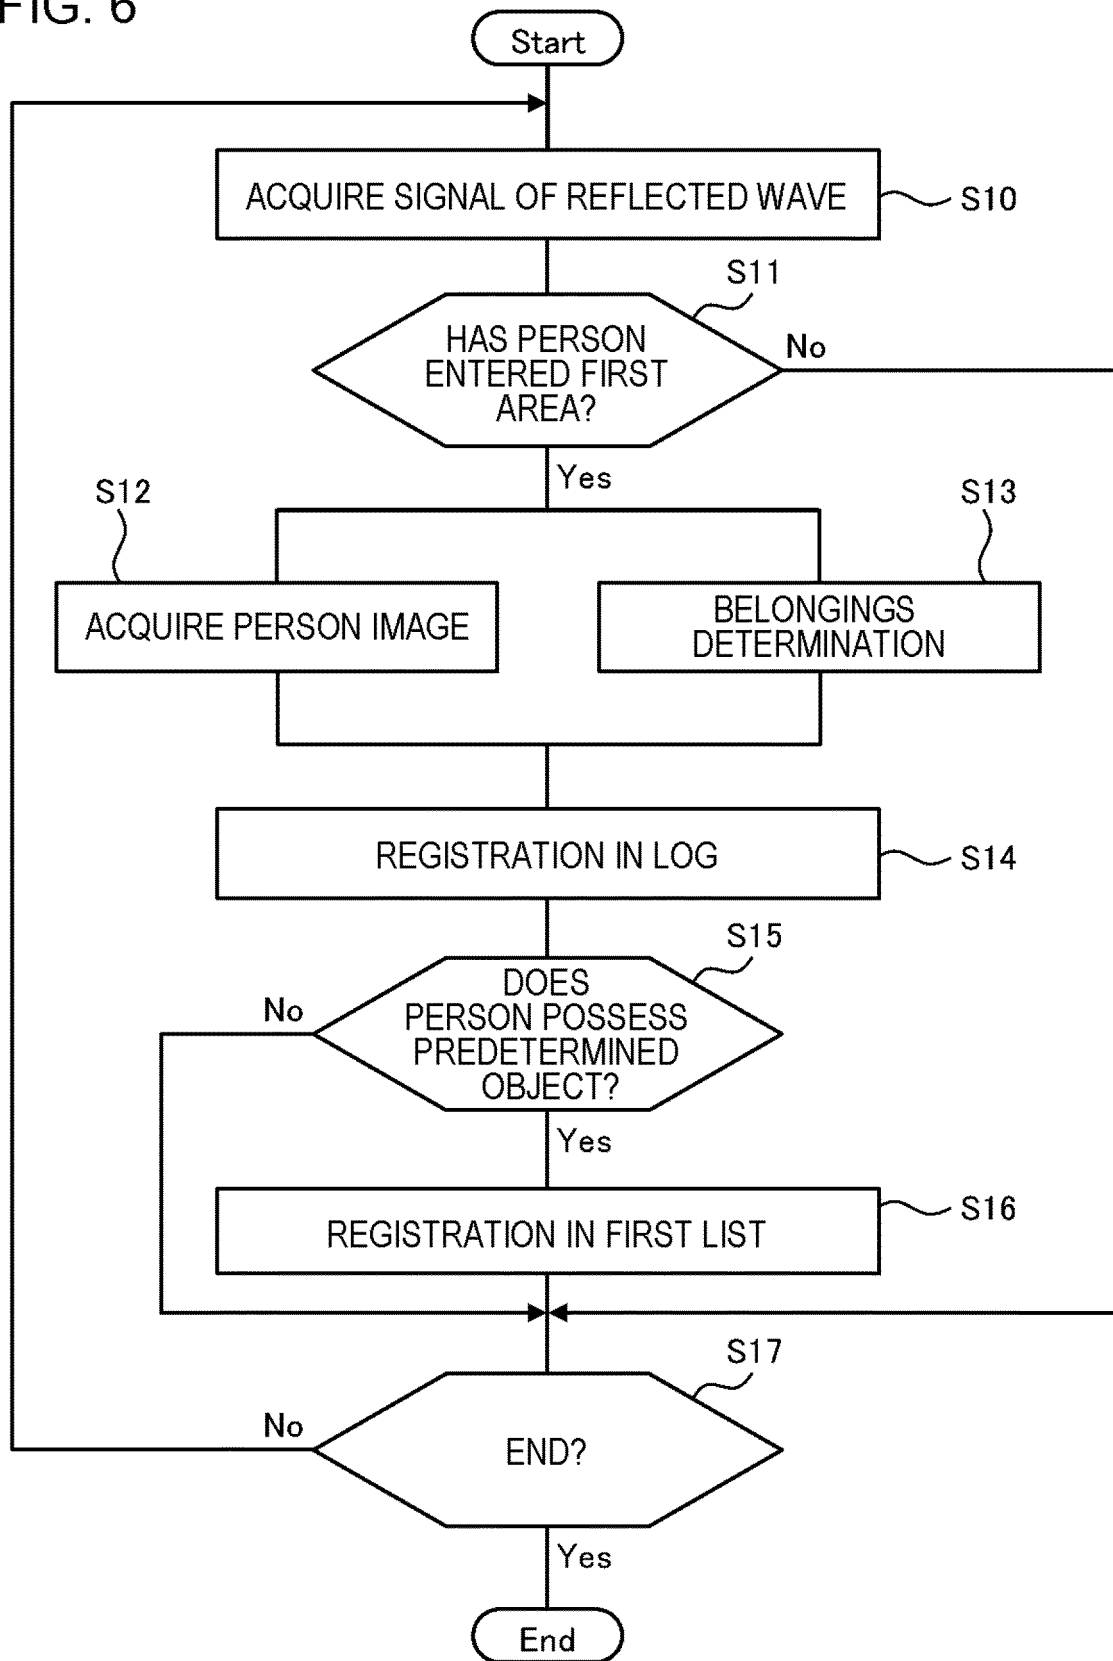 FIG. 6
Start
ACQUIRE SIGNAL OF REFLECTED WAVE
S10
S11
HAS PERSON
ENTERED FIRST
AREA?
No
Yes
S12
S13
ACQUIRE PERSON IMAGE
BELONGINGS
DETERMINATION
REGISTRATION IN LOG
S14
S15
DOES
PERSON POSSESS
PREDETERMINED
OBJECT?
No
Yes
REGISTRATION IN FIRST LIST
S16
S17
No
END?
Yes
End